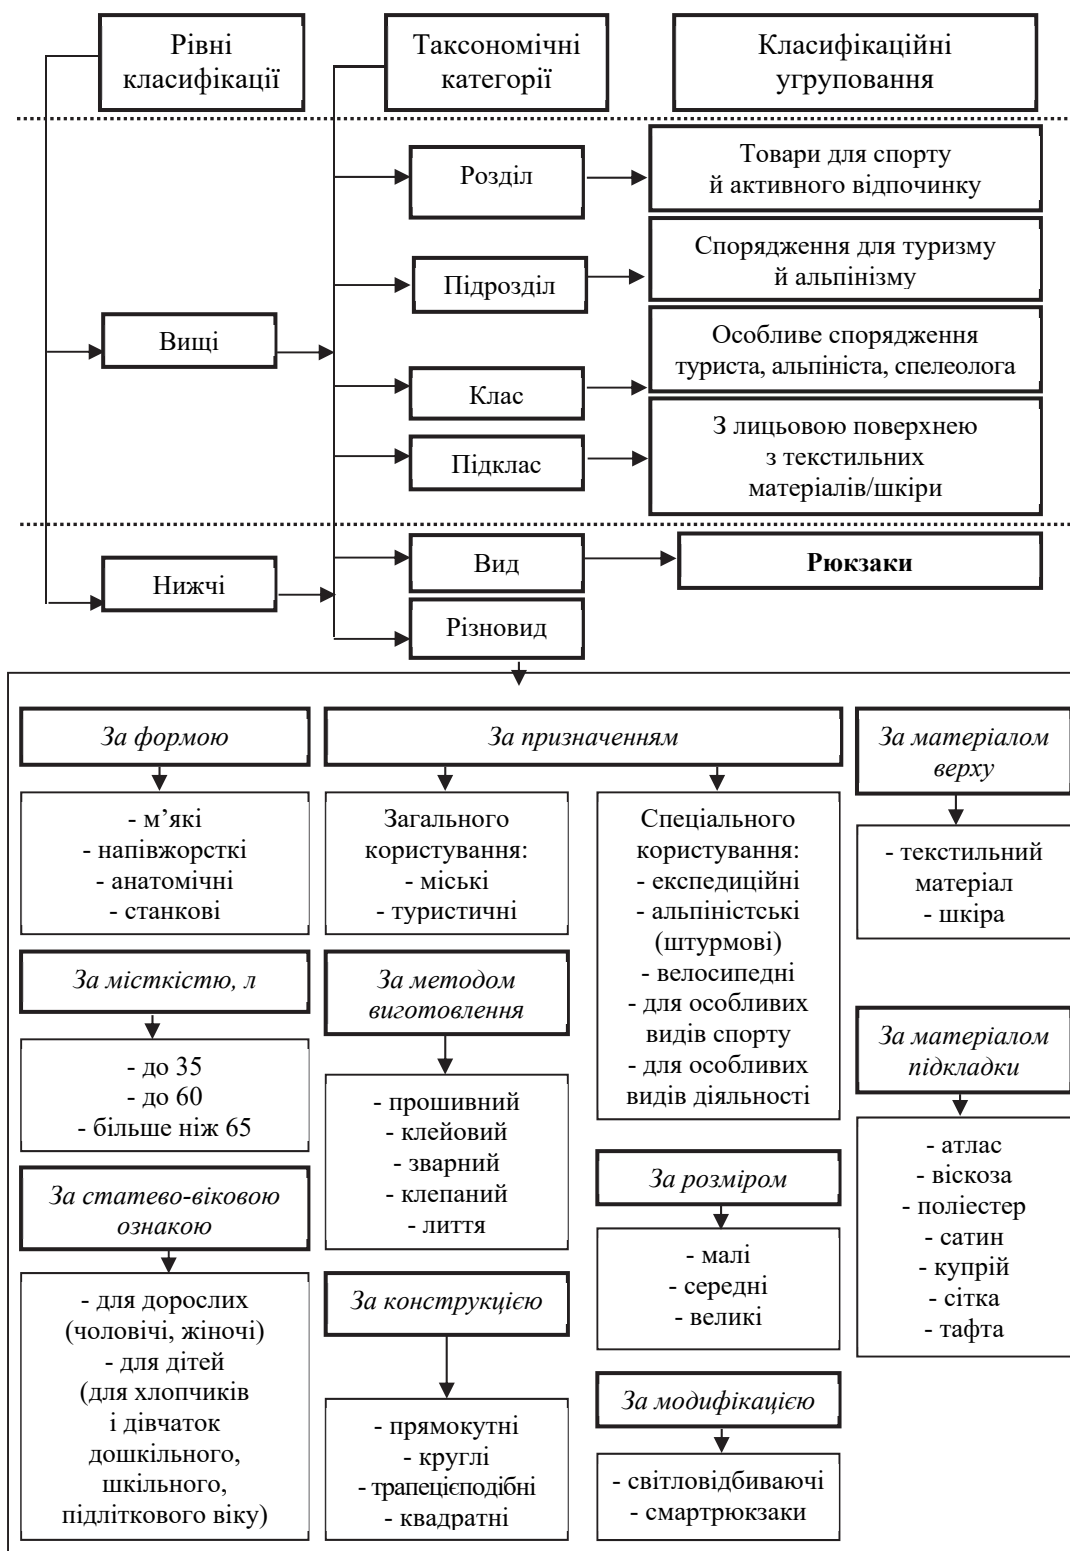 Рівні
класифікації
Таксономічні
категорії
Класифікаційні
угруповання
Вищі
Розділ
Товари для спорту
й активного відпочинку
Підрозділ
Спорядження для туризму
й альпінізму
Клас
Особливе спорядження
туриста, альпініста, спелеолога
Підклас
З лицьовою поверхнею
з текстильних
матеріалів/шкіри
Нижчі
Вид
Рюкзаки
Різновид
За формою
- м’які
- напівжорсткі
- анатомічні
- станкові
За місткістю, л
- до 35
- до 60
- більше ніж 65
За статево-віковою
ознакою
- для дорослих
(чоловічі, жіночі)
- для дітей
(для хлопчиків
і дівчаток
дошкільного,
шкільного,
підліткового віку)
За призначенням
Загального
користування:
- міські
- туристичні
Спеціального
користування:
- експедиційні
- альпіністські
(штурмові)
- велосипедні
- для особливих
видів спорту
- для особливих
видів діяльності
За методом
виготовлення
- прошивний
- клейовий
- зварний
- клепаний
- лиття
За конструкцією
- прямокутні
- круглі
- трапецієподібні
- квадратні
За розміром
- малі
- середні
- великі
За модифікацією
- світловідбиваючі
- смартрюкзаки
За матеріалом
верху
- текстильний
матеріал
- шкіра
За матеріалом
підкладки
- атлас
- віскоза
- поліестер
- сатин
- купрій
- сітка
- тафта